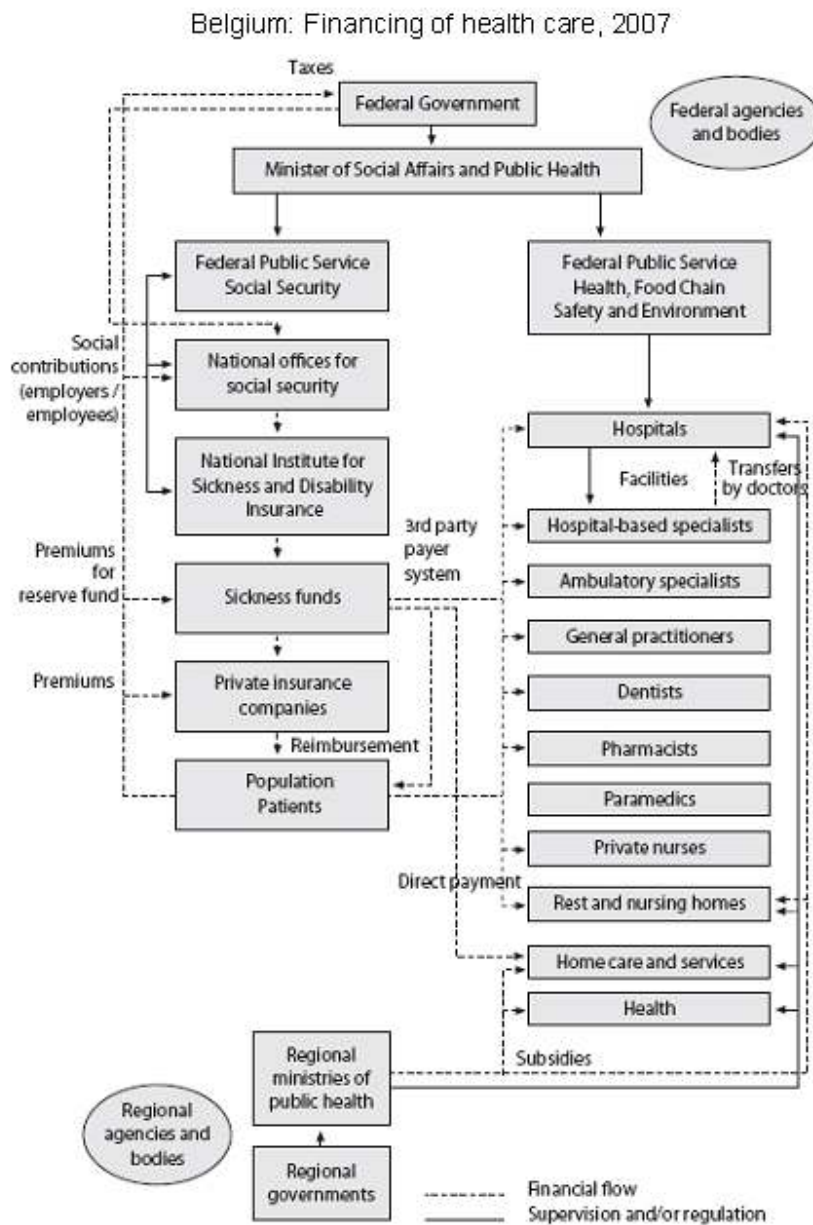 Belgium: Financing of health care, 2007
Taxes
Federal Government
Federal agencies
and bodies
Minister of Social Affairs and Public Health
Federal Public Service
Social Security
Federal Public Service
Health, Food Chain
Safety and Environment
Social
contributions
(employers /
employees)
National offices for
social security
Hospitals
National Institute for
Sickness and Disability
Insurance
Facilities
Transfers
by doctors
3rd party
payer
system
Hospital-based specialists
Premiums
for
reserve fund
Sickness funds
Ambulatory specialists
General practitioners
Premiums
Private insurance
companies
Dentists
Reimbursement
Pharmacists
Population
Patients
Paramedics
Private nurses
Direct payment
Rest and nursing homes
Home care and services
Health
Regional
ministries of
public health
Subsidies
Regional
agencies and
bodies
Regional
governments
Financial flow
Supervision and/or regulation